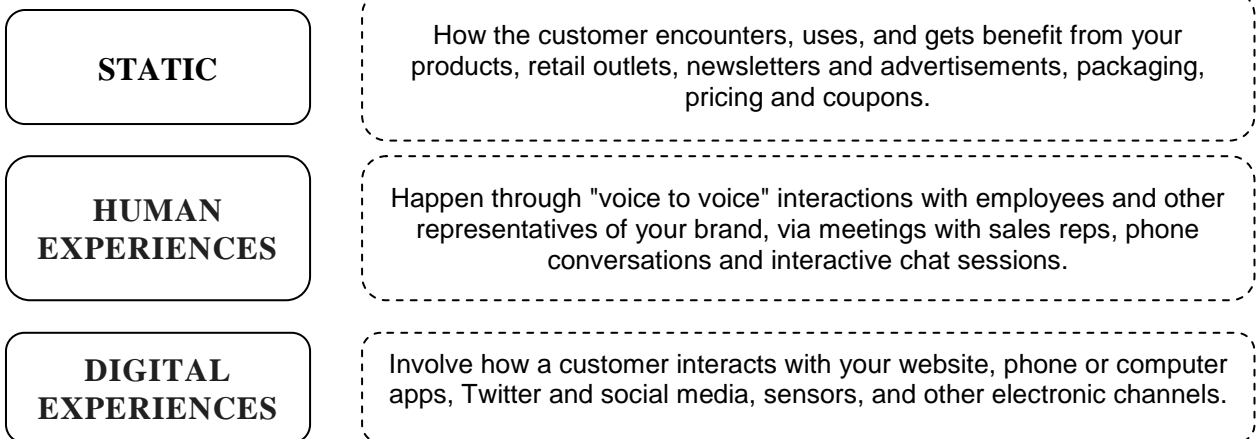 STATIC
How the customer encounters, uses, and gets benefit from your
products, retail outlets, newsletters and advertisements, packaging,
pricing and coupons.
HUMAN
EXPERIENCES
Happen through "voice to voice" interactions with employees and other
representatives of your brand, via meetings with sales reps, phone
conversations and interactive chat sessions.
DIGITAL
EXPERIENCES
Involve how a customer interacts with your website, phone or computer
apps, Twitter and social media, sensors, and other electronic channels.